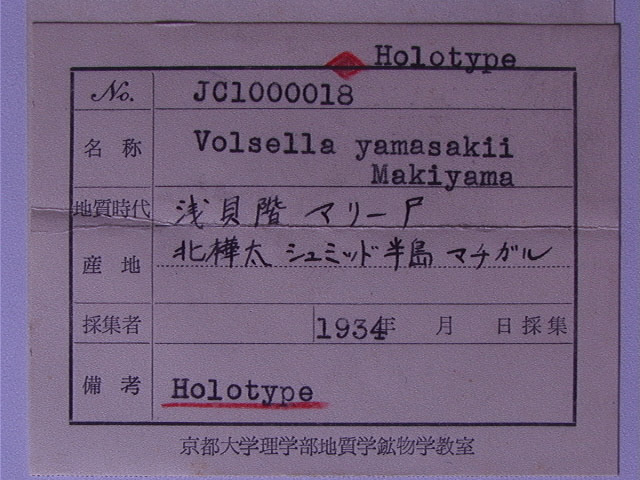 Holotype
No. JC1000018
名称 Volsella yamasakii
Makiyama
地質時代 浅貝階 マリーF
産地 北樺太 シュミッド半島 マチガル
採集者 1934年 月 日採集
備考 Holotype
京都大学理学部地質学鉱物学教室